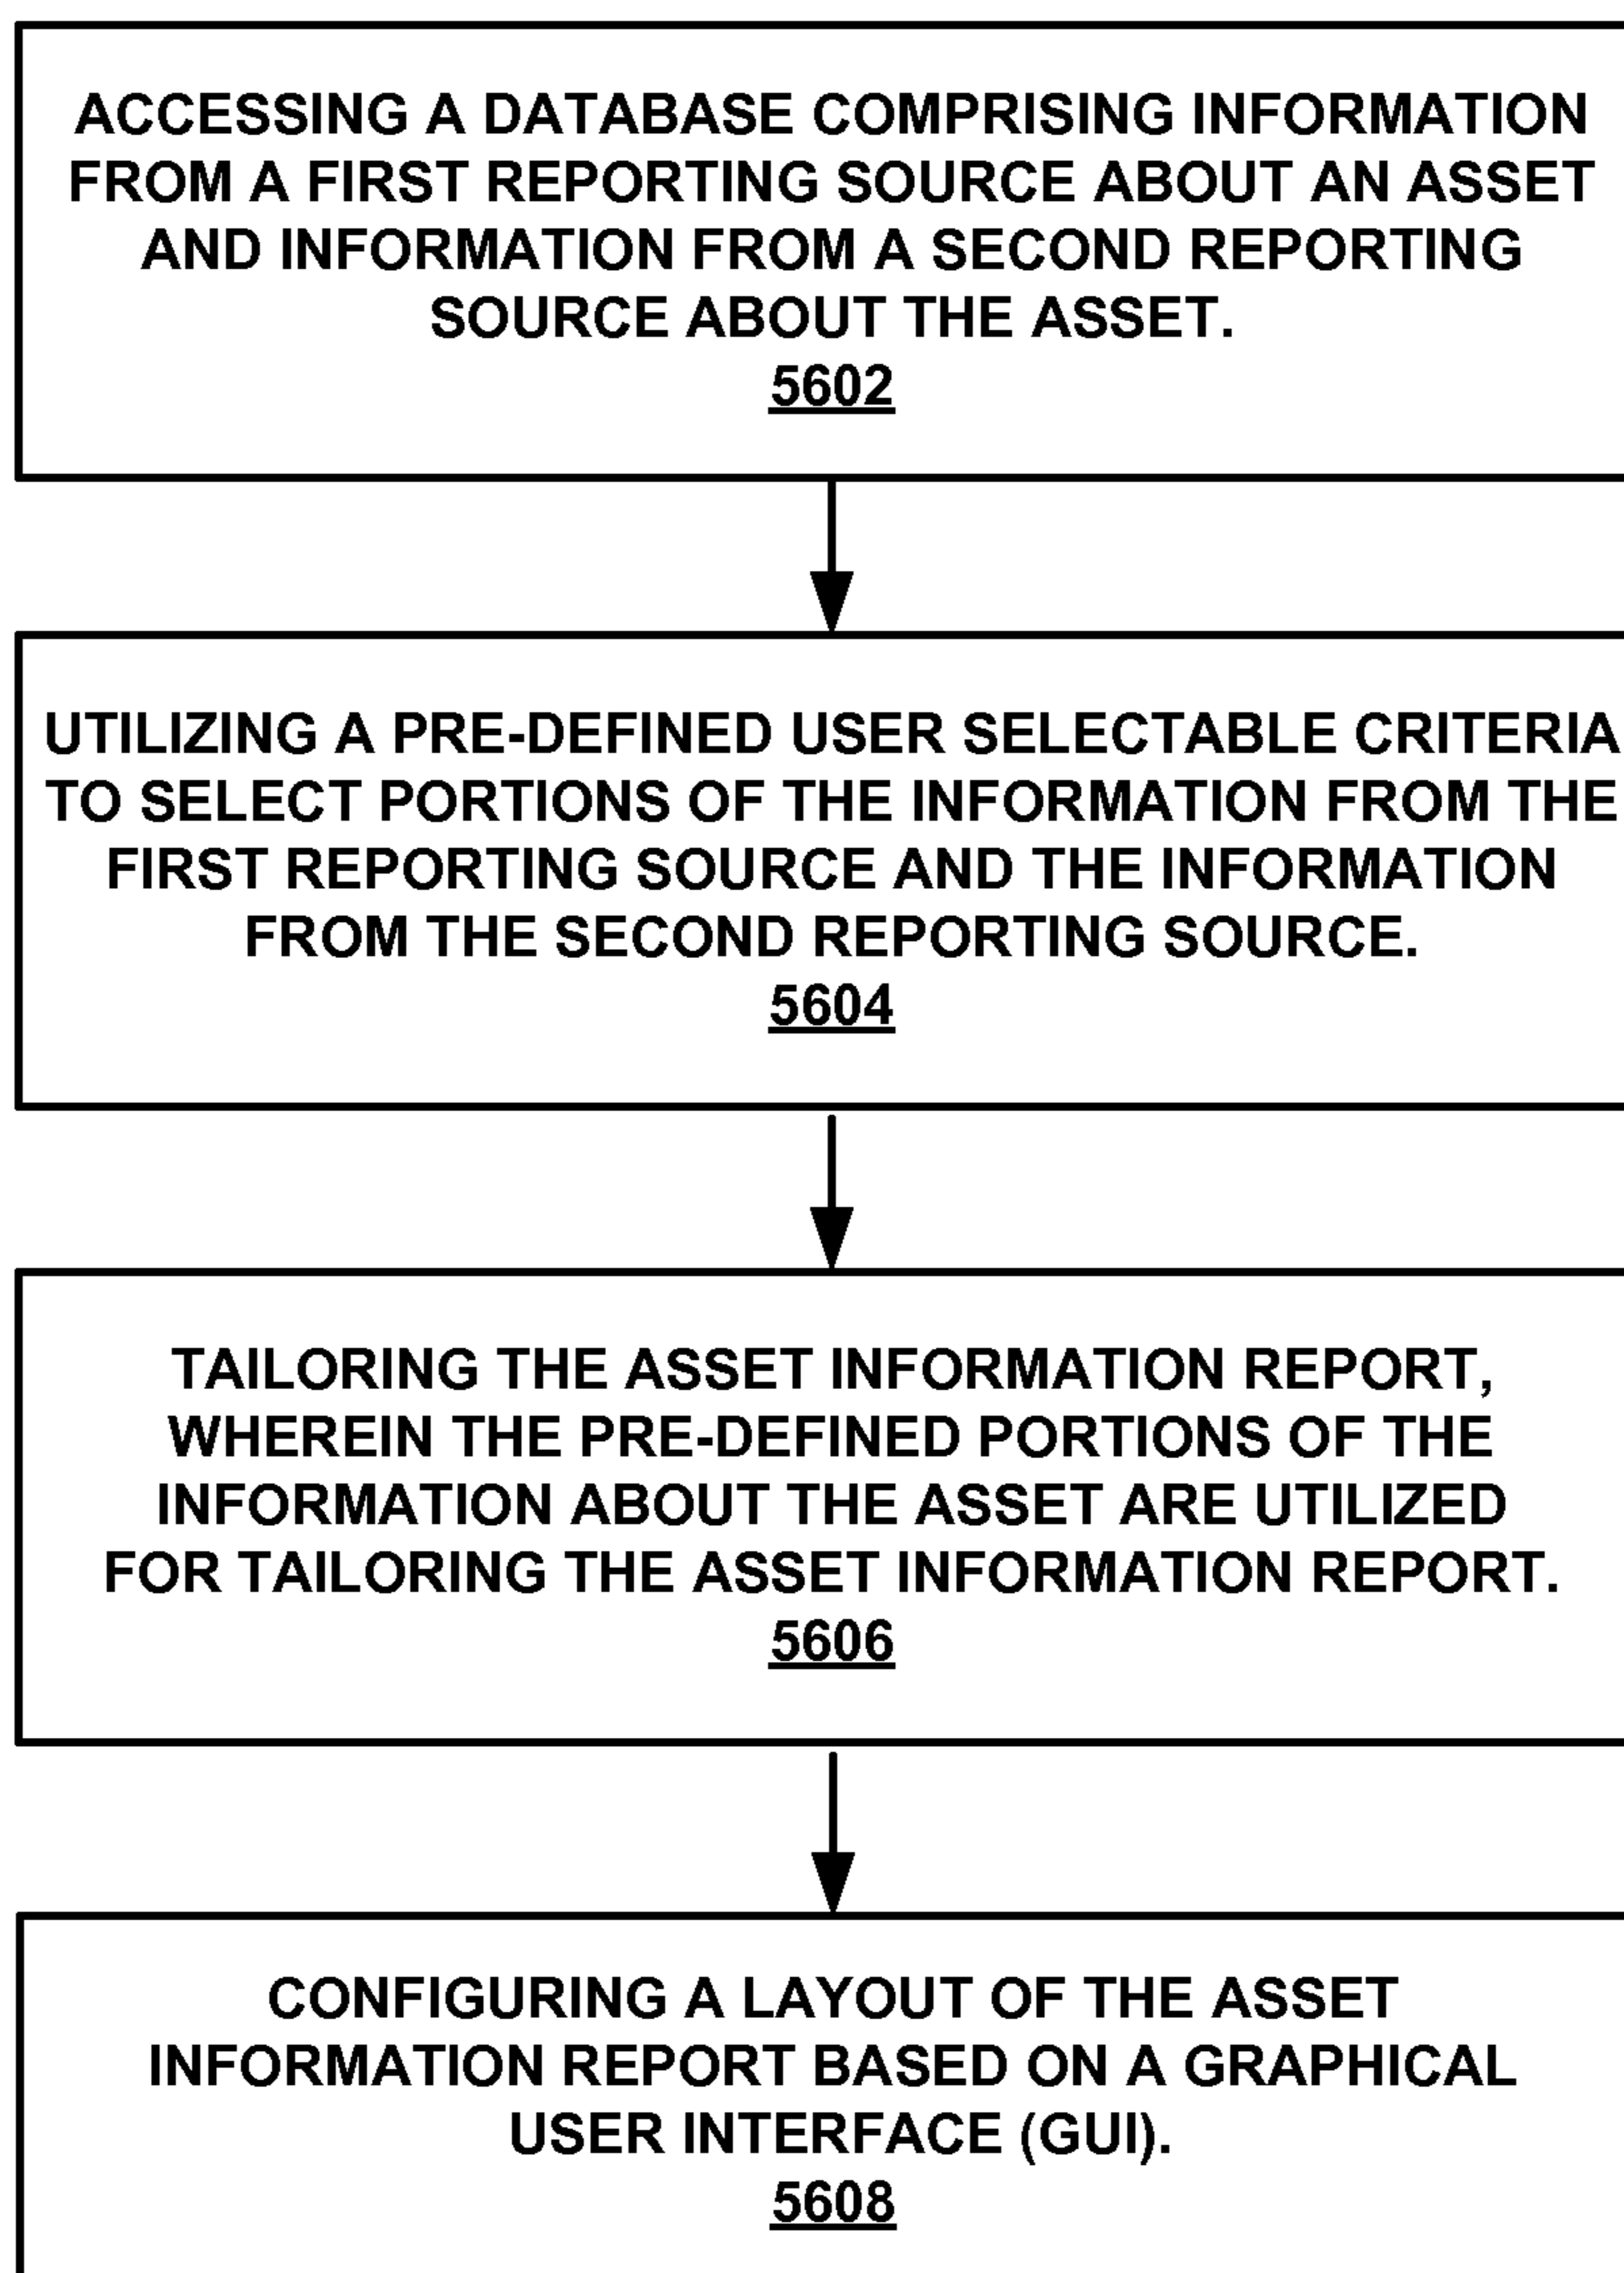 ACCESSING A DATABASE COMPRISING INFORMATION
FROM A FIRST REPORTING SOURCE ABOUT AN ASSET
AND INFORMATION FROM A SECOND REPORTING
SOURCE ABOUT THE ASSET.
5602
UTILIZING A PRE-DEFINED USER SELECTABLE CRITERIA
TO SELECT PORTIONS OF THE INFORMATION FROM THE
FIRST REPORTING SOURCE AND THE INFORMATION
FROM THE SECOND REPORTING SOURCE.
5604
TAILORING THE ASSET INFORMATION REPORT,
WHEREIN THE PRE-DEFINED PORTIONS OF THE
INFORMATION ABOUT THE ASSET ARE UTILIZED
FOR TAILORING THE ASSET INFORMATION REPORT.
5606
CONFIGURING A LAYOUT OF THE ASSET
INFORMATION REPORT BASED ON A GRAPHICAL
USER INTERFACE (GUI).
5608